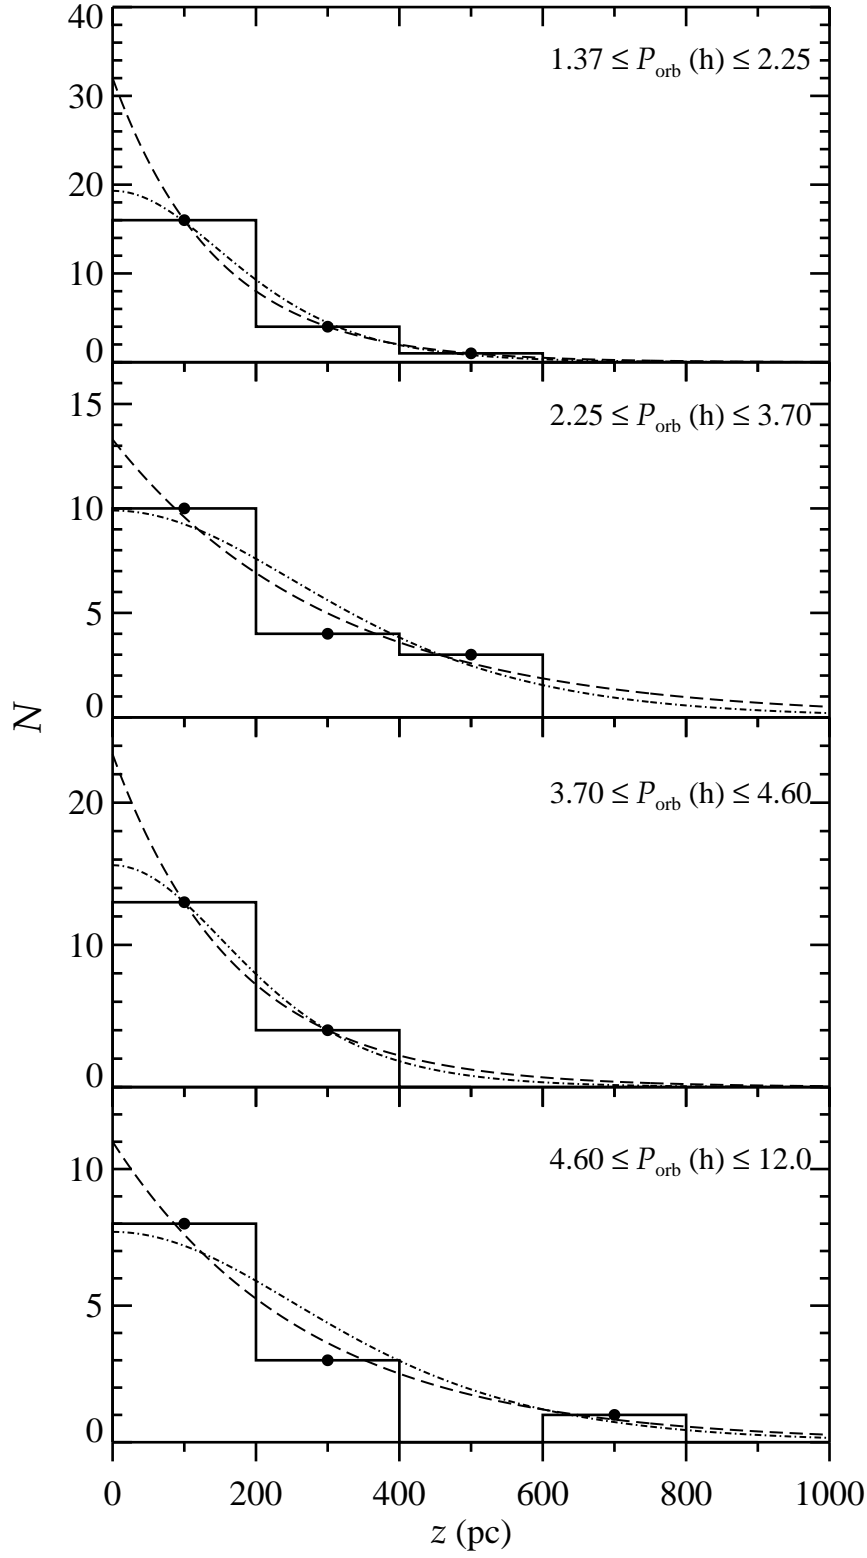 40
1.37 ≤ P_orb (h) ≤ 2.25
30
20
10
0
15
2.25 ≤ P_orb (h) ≤ 3.70
10
5
0
N
3.70 ≤ P_orb (h) ≤ 4.60
20
10
0
4.60 ≤ P_orb (h) ≤ 12.0
10
5
0
0 200 400 600 800 1000
z (pc)